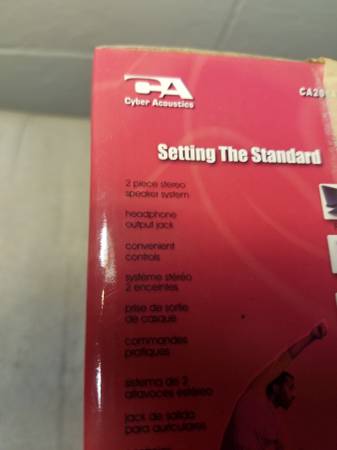 CA
Cyber Acoustics
Setting The Standard
2 piece stereo
speaker system
headphone
output jack
convenient
controls
système stéréo
2 enceintes
prise de sortie
de casque
commandes
pratiques
sistema de 2
altavoces estéreo
jack de salida
para auriculares